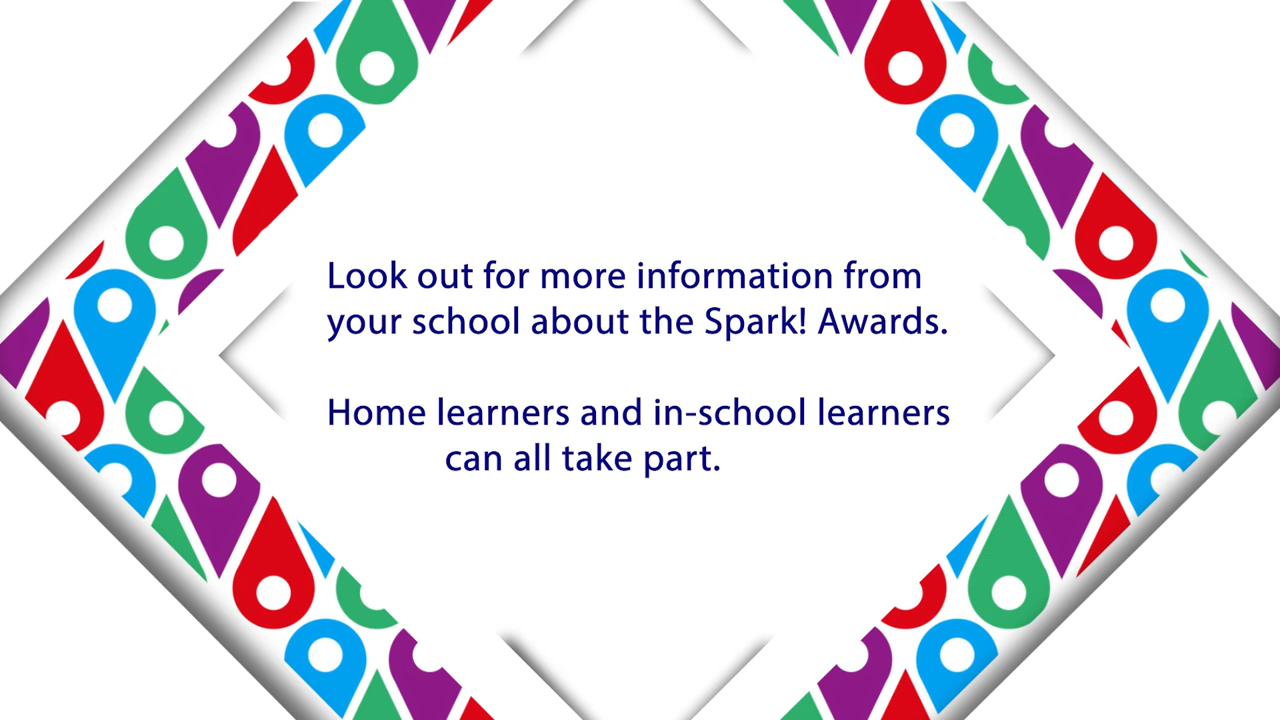 Look out for more information from
your school about the Spark! Awards.
Home learners and in-school learners
can all take part.